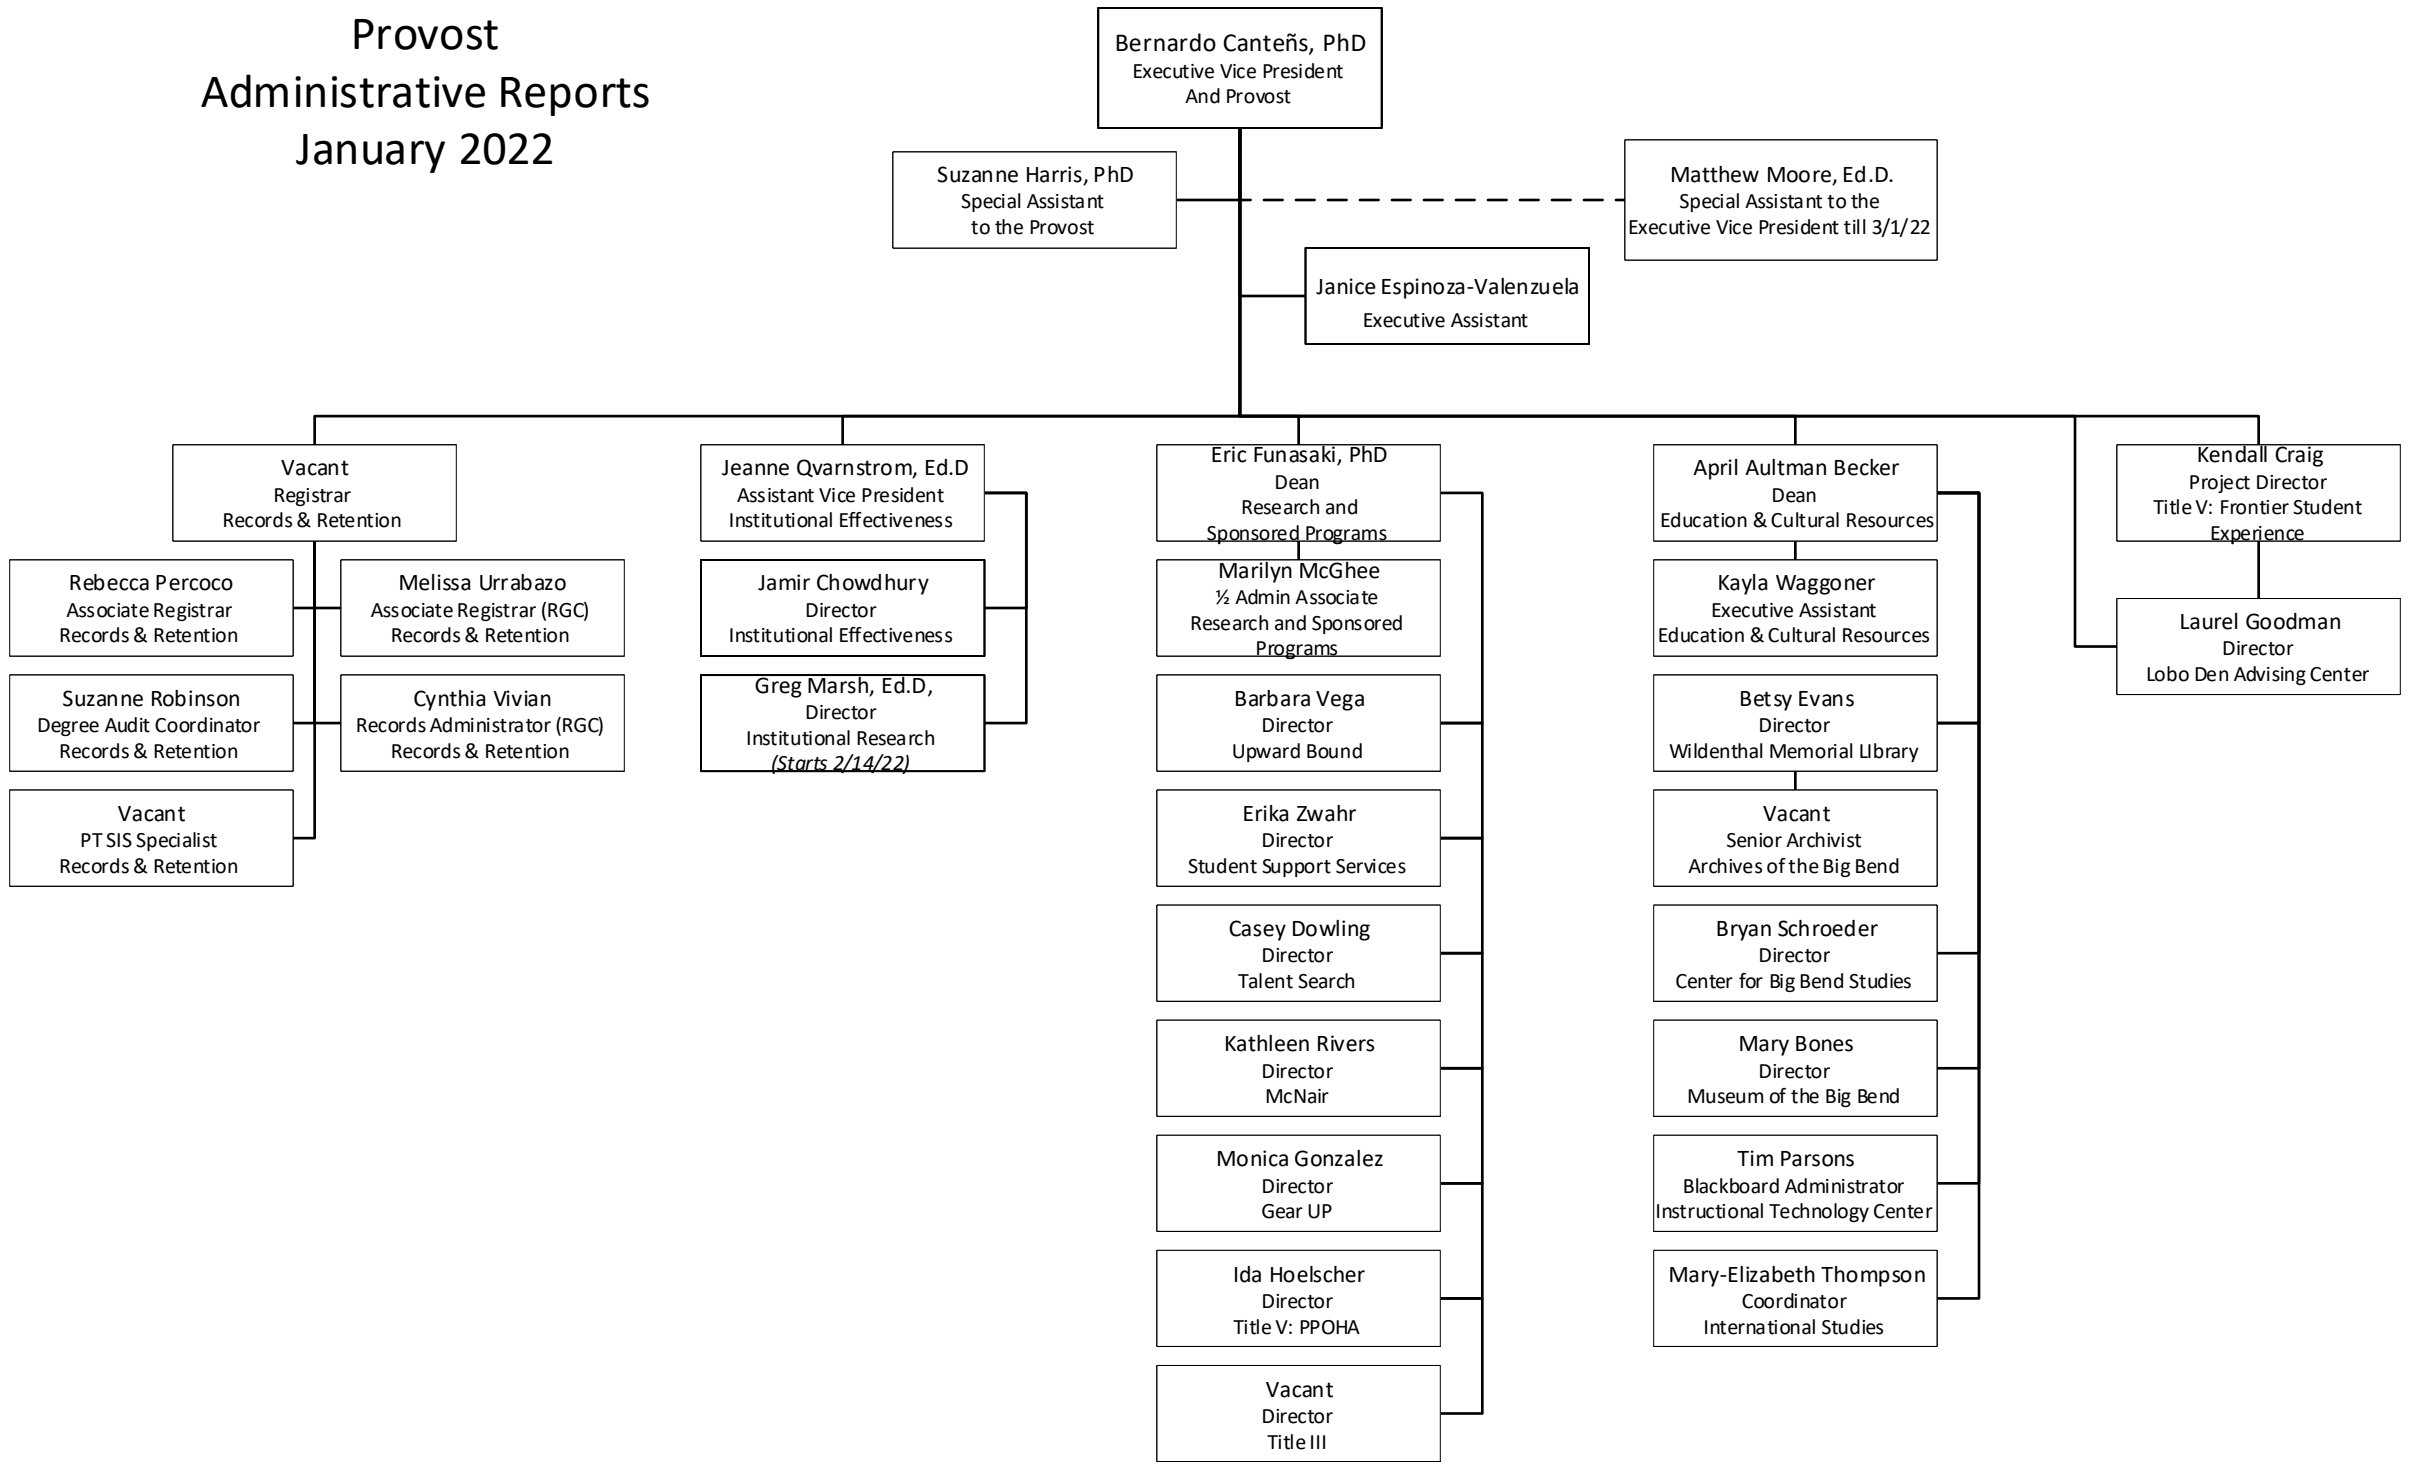 Provost
Administrative Reports
January 2022
Bernardo Canteñs, PhD
Executive Vice President
And Provost
Suzanne Harris, PhD
Special Assistant
to the Provost
Matthew Moore, Ed.D.
Special Assistant to the
Executive Vice President till 3/1/22
Janice Espinoza-Valenzuela
Executive Assistant
Vacant
Registrar
Records & Retention
Rebecca Percoco
Associate Registrar
Records & Retention
Melissa Urrabazo
Associate Registrar (RGC)
Records & Retention
Suzanne Robinson
Degree Audit Coordinator
Records & Retention
Cynthia Vivian
Records Administrator (RGC)
Records & Retention
Vacant
PT SIS Specialist
Records & Retention
Jeanne Qvarnstrom, Ed.D
Assistant Vice President
Institutional Effectiveness
Jamir Chowdhury
Director
Institutional Effectiveness
Greg Marsh, Ed.D,
Director
Institutional Research
(Starts 2/14/22)
Eric Funasaki, PhD
Dean
Research and
Sponsored Programs
Marilyn McGhee
½ Admin Associate
Research and Sponsored
Programs
Barbara Vega
Director
Upward Bound
Erika Zwahr
Director
Student Support Services
Casey Dowling
Director
Talent Search
Kathleen Rivers
Director
McNair
Monica Gonzalez
Director
Gear UP
Ida Hoelscher
Director
Title V: PPOHA
Vacant
Director
Title III
April Aultman Becker
Dean
Education & Cultural Resources
Kayla Waggoner
Executive Assistant
Education & Cultural Resources
Betsy Evans
Director
Wildenthal Memorial LIbrary
Vacant
Senior Archivist
Archives of the Big Bend
Bryan Schroeder
Director
Center for Big Bend Studies
Mary Bones
Director
Museum of the Big Bend
Tim Parsons
Blackboard Administrator
Instructional Technology Center
Mary-Elizabeth Thompson
Coordinator
International Studies
Kendall Craig
Project Director
Title V: Frontier Student
Experience
Laurel Goodman
Director
Lobo Den Advising Center